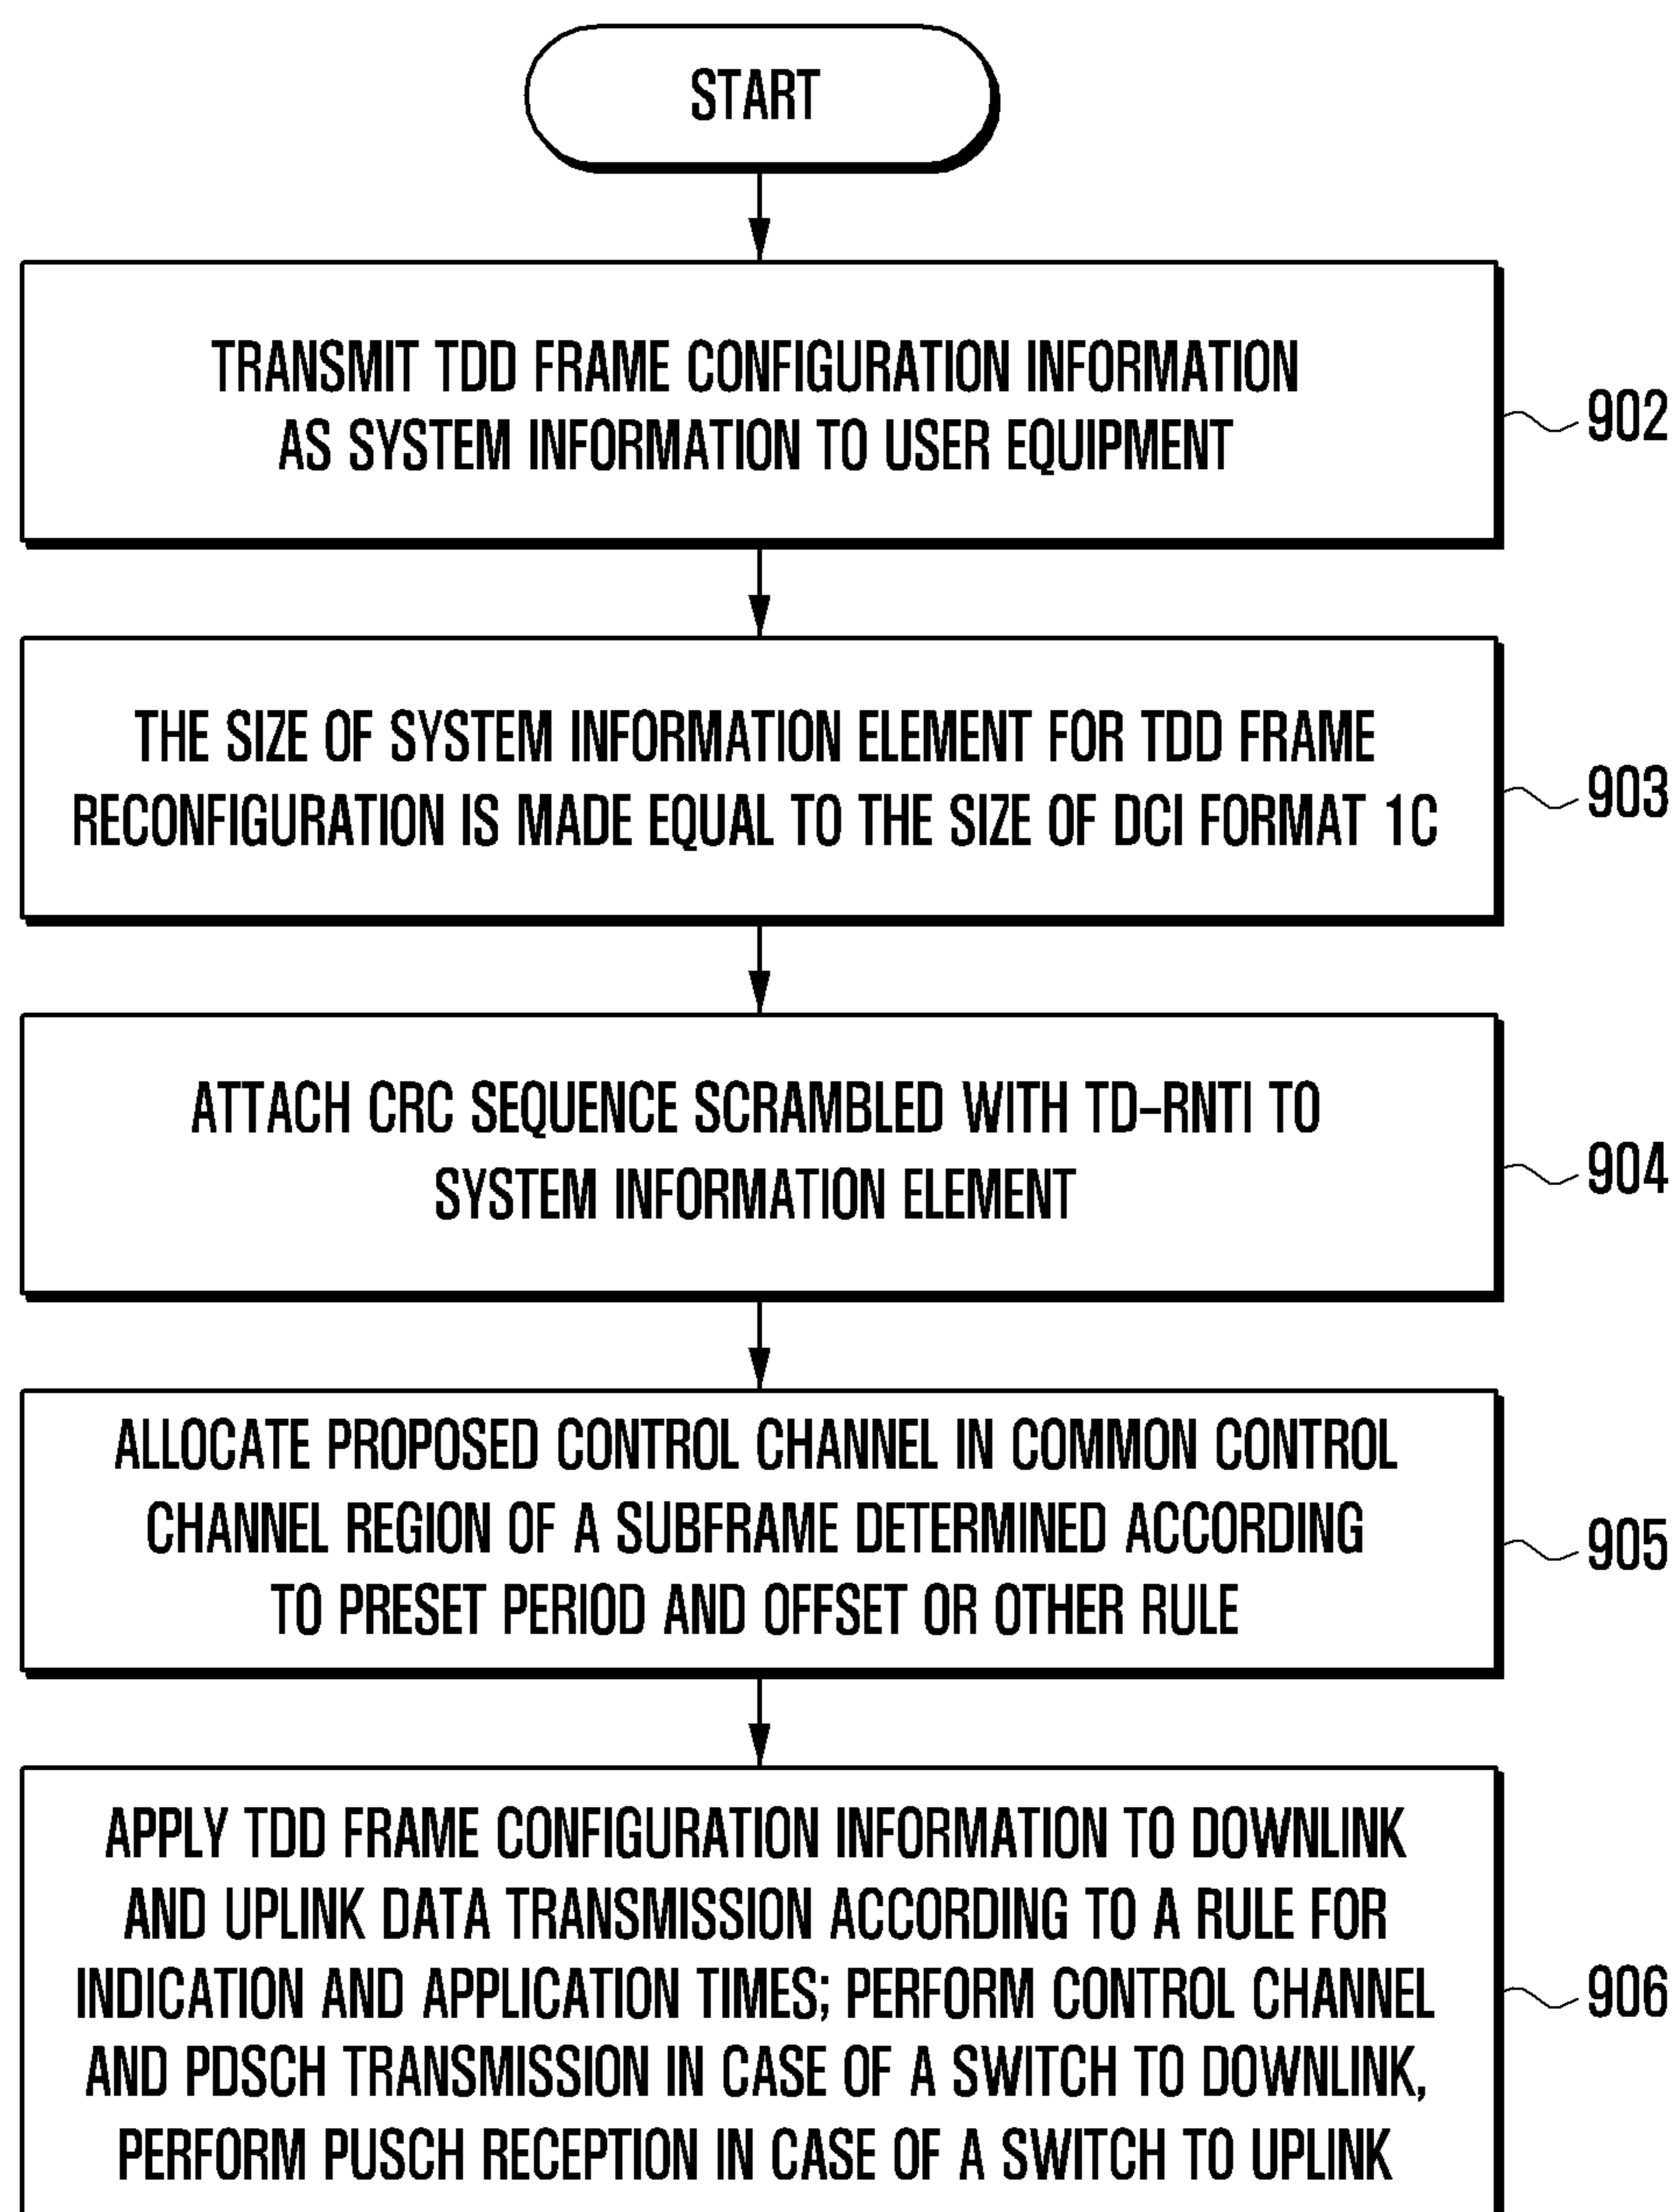 START
TRANSMIT TDD FRAME CONFIGURATION INFORMATION
AS SYSTEM INFORMATION TO USER EQUIPMENT
902
THE SIZE OF SYSTEM INFORMATION ELEMENT FOR TDD FRAME
RECONFIGURATION IS MADE EQUAL TO THE SIZE OF DCI FORMAT 1C
903
ATTACH CRC SEQUENCE SCRAMBLED WITH TD-RNTI TO
SYSTEM INFORMATION ELEMENT
904
ALLOCATE PROPOSED CONTROL CHANNEL IN COMMON CONTROL
CHANNEL REGION OF A SUBFRAME DETERMINED ACCORDING
TO PRESET PERIOD AND OFFSET OR OTHER RULE
905
APPLY TDD FRAME CONFIGURATION INFORMATION TO DOWNLINK
AND UPLINK DATA TRANSMISSION ACCORDING TO A RULE FOR
INDICATION AND APPLICATION TIMES; PERFORM CONTROL CHANNEL
AND PDSCH TRANSMISSION IN CASE OF A SWITCH TO DOWNLINK,
PERFORM PUSCH RECEPTION IN CASE OF A SWITCH TO UPLINK
906